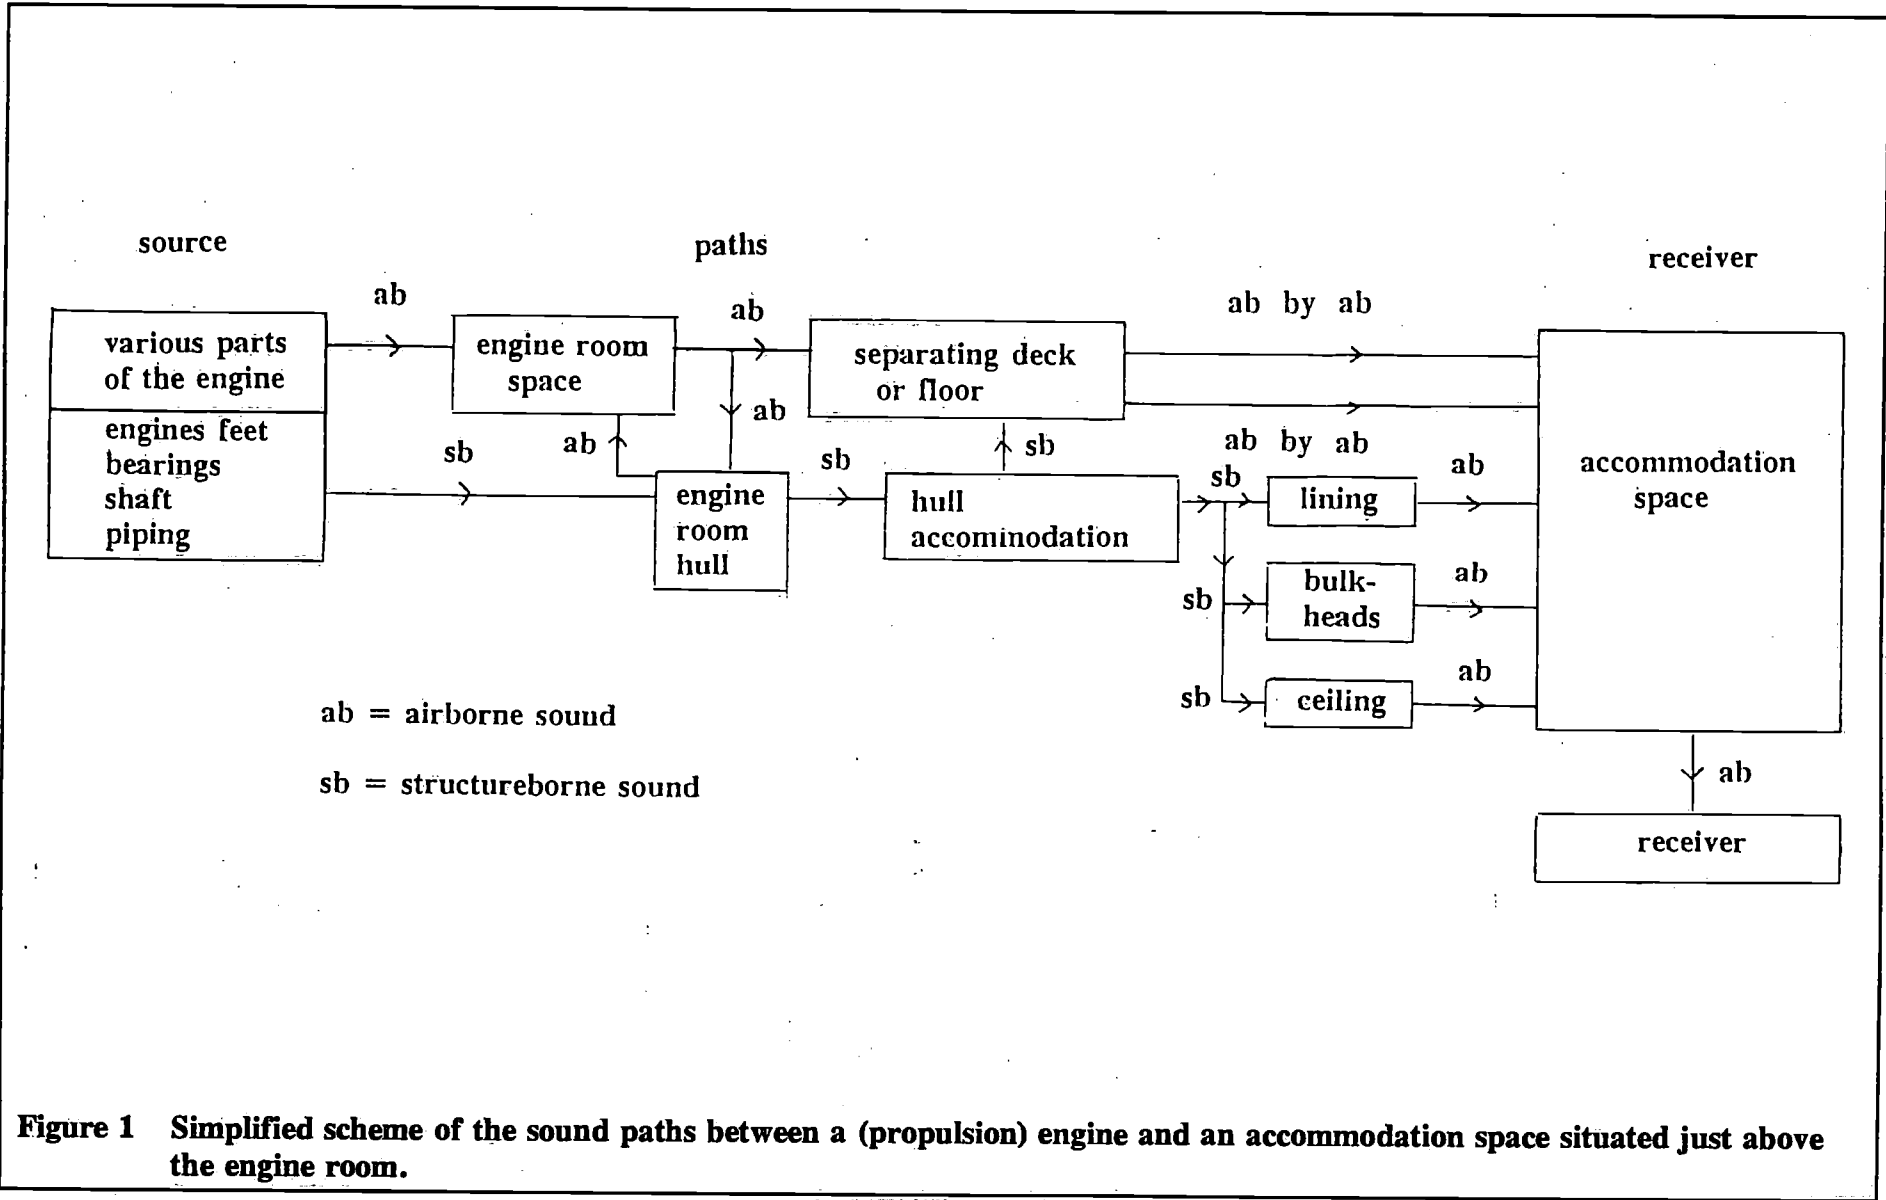 source
paths
receiver
ab
ab
ab by ab
various parts
of the engine
engine room
space
separating deck
or floor
ab
engines feet
bearings
shaft
piping
sb
ab
sb
sb
ab by ab
sb
ab
engine
room
hull
hull
accommodation
lining
accommodation
space
sb
bulk-
heads
ab
sb
ceiling
ab
ab = airborne sound
sb = structureborne sound
ab
receiver
Figure 1 Simplified scheme of the sound paths between a (propulsion) engine and an accommodation space situated just above
the engine room.